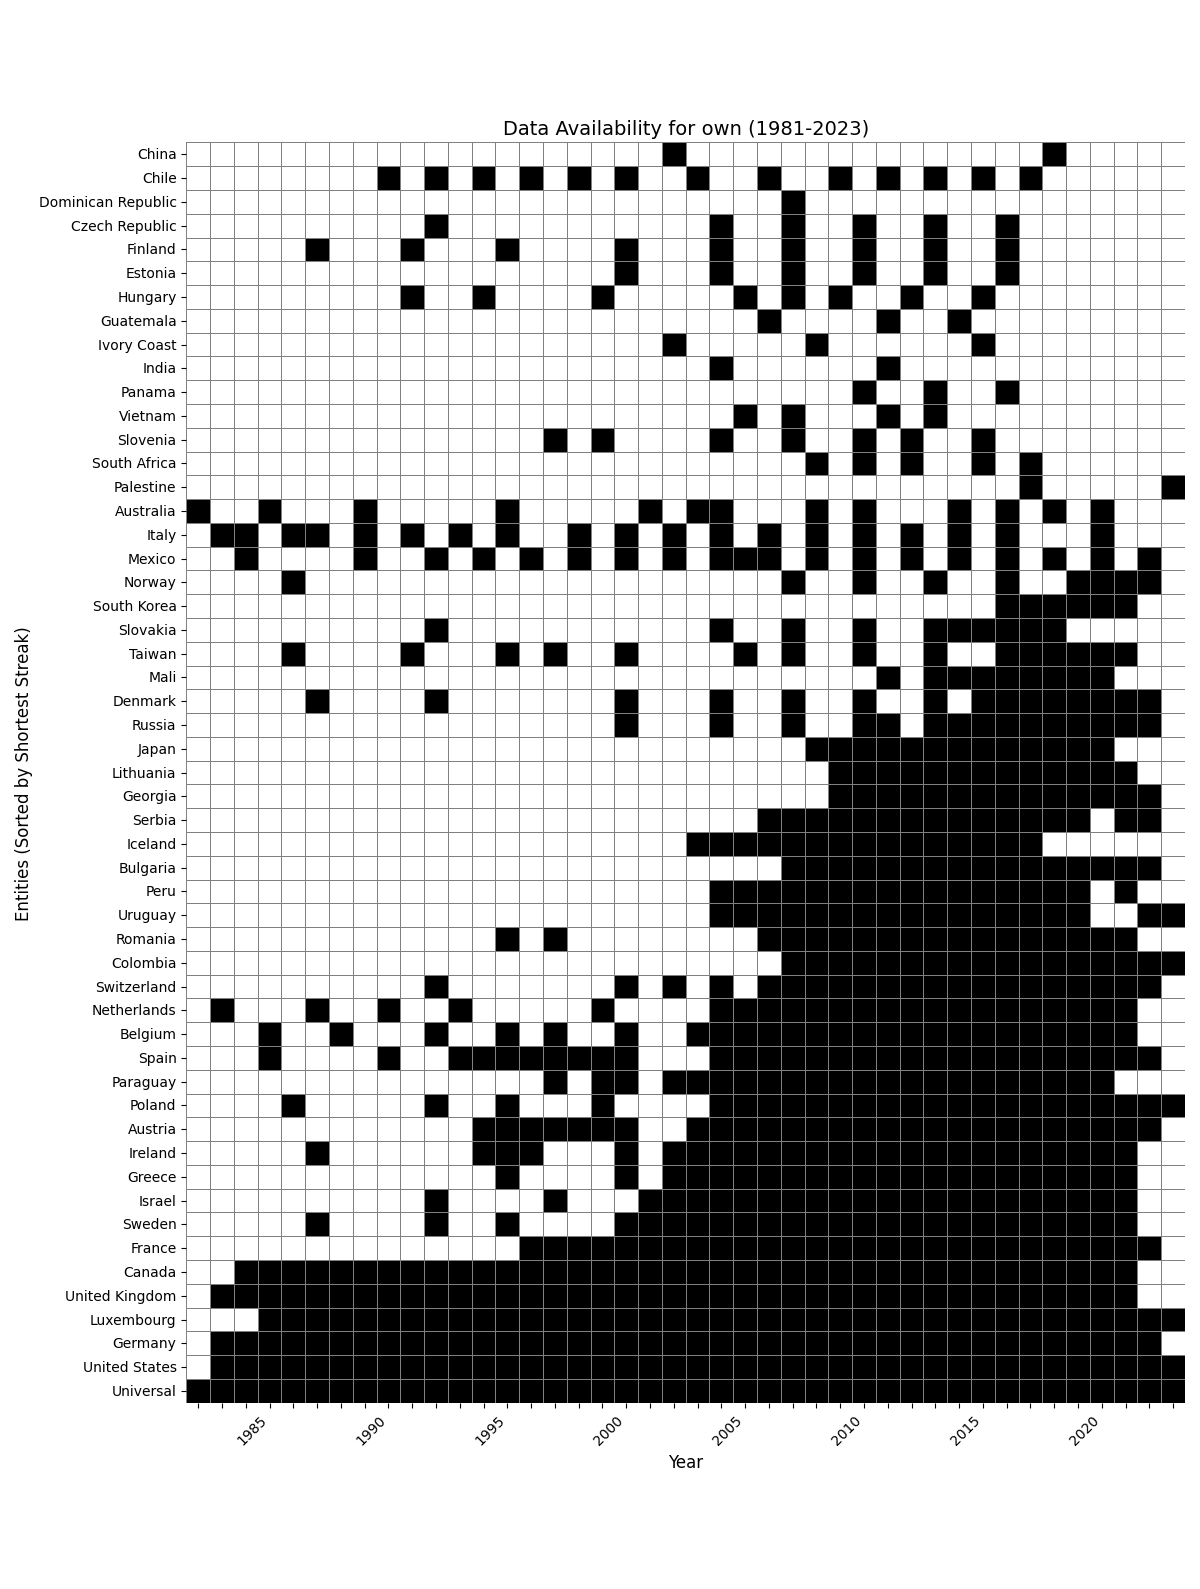 Data Availability for own (1981-2023)
China
Chile
Dominican Republic
Czech Republic
Finland
Estonia
Hungary
Guatemala
Ivory Coast
India
Panama
Vietnam
Slovenia
South Africa
Palestine
Australia
Italy
Mexico
Norway
South Korea
Slovakia
Taiwan
Mali
Denmark
Russia
Japan
Lithuania
Georgia
Serbia
Iceland
Bulgaria
Peru
Uruguay
Romania
Colombia
Switzerland
Netherlands
Belgium
Spain
Paraguay
Poland
Austria
Ireland
Greece
Israel
Sweden
France
Canada
United Kingdom
Luxembourg
Germany
United States
Universal
Entities (Sorted by Shortest Streak)
1985 1990 1995 2000 2005 2010 2015 2020
Year